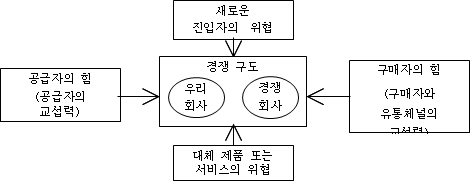 새로운
진입자의 위협
경쟁 구도
공급자의 힘
(공급자의
교섭력)
우리
회사
경쟁
회사
구매자의 힘
(구매자와
유통체널의
교섭력)
대체 제품 또는
서비스의 위협